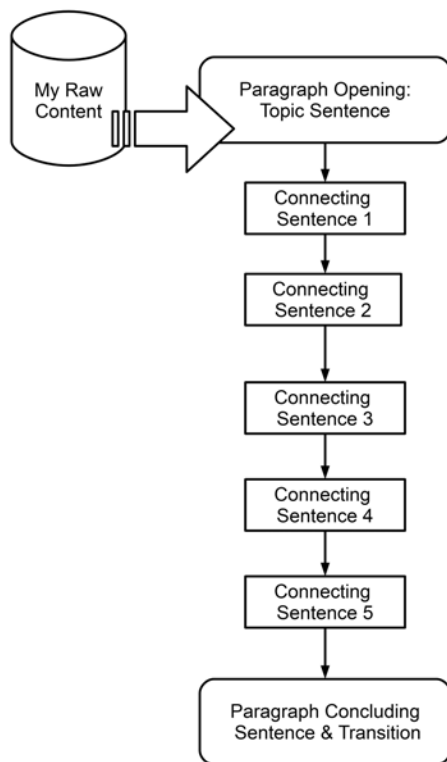 My Raw
Content
Paragraph Opening:
Topic Sentence
Connecting
Sentence 1
Connecting
Sentence 2
Connecting
Sentence 3
Connecting
Sentence 4
Connecting
Sentence 5
Paragraph Concluding
Sentence & Transition